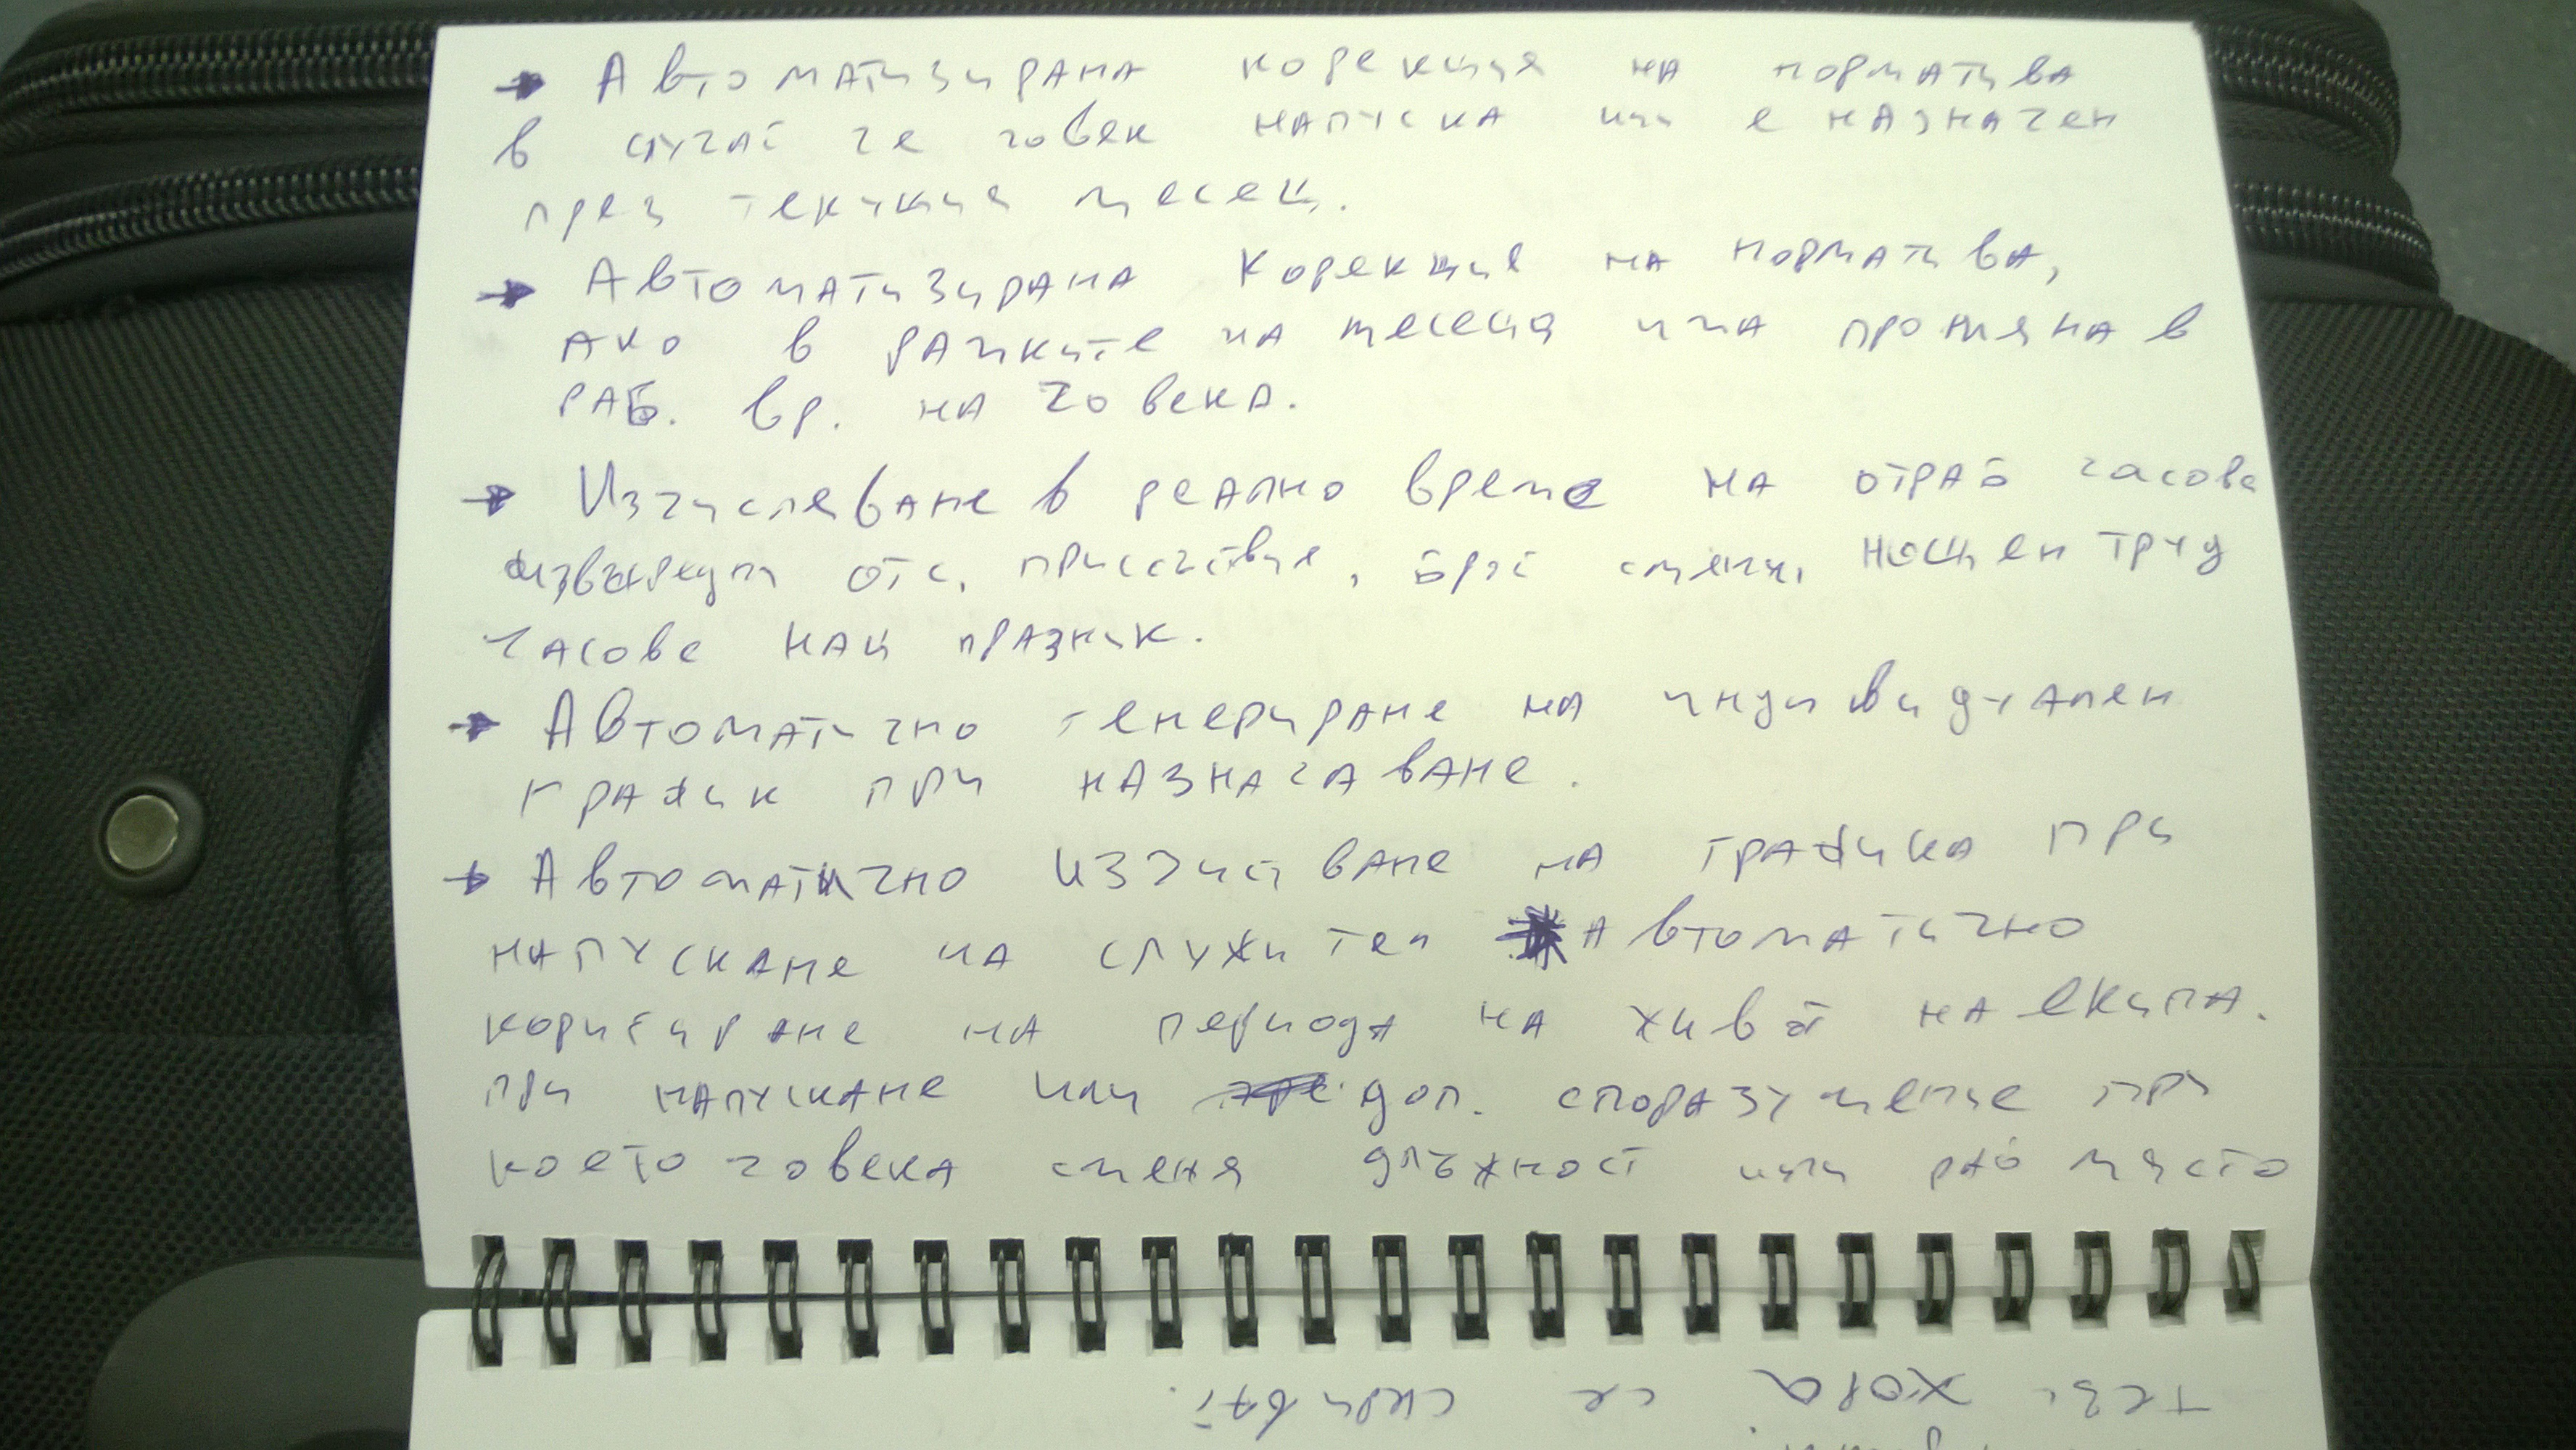 → Автоматизирана корекция на норматива
в случай че човек напуска или е назначен
през текущия месец.
→ Автоматизирана корекция на норматива,
ако в рамките на месеца има промяна в
раб. вр. на човека.
→ Изчисляване в реално време на отраб часове
извънредни отс. присъствия, брой смени, нощен труд
часове нац празник.
→ Автоматично генериране на индивидуален
график при назначаване.
→ Автоматично изчистване на графика при
напускане на служител Автоматично
коригиране на периода на живот на екипа.
при напускане или доп. споразумение при
което човека сменя длъжност или раб място
тези хора се скриват.